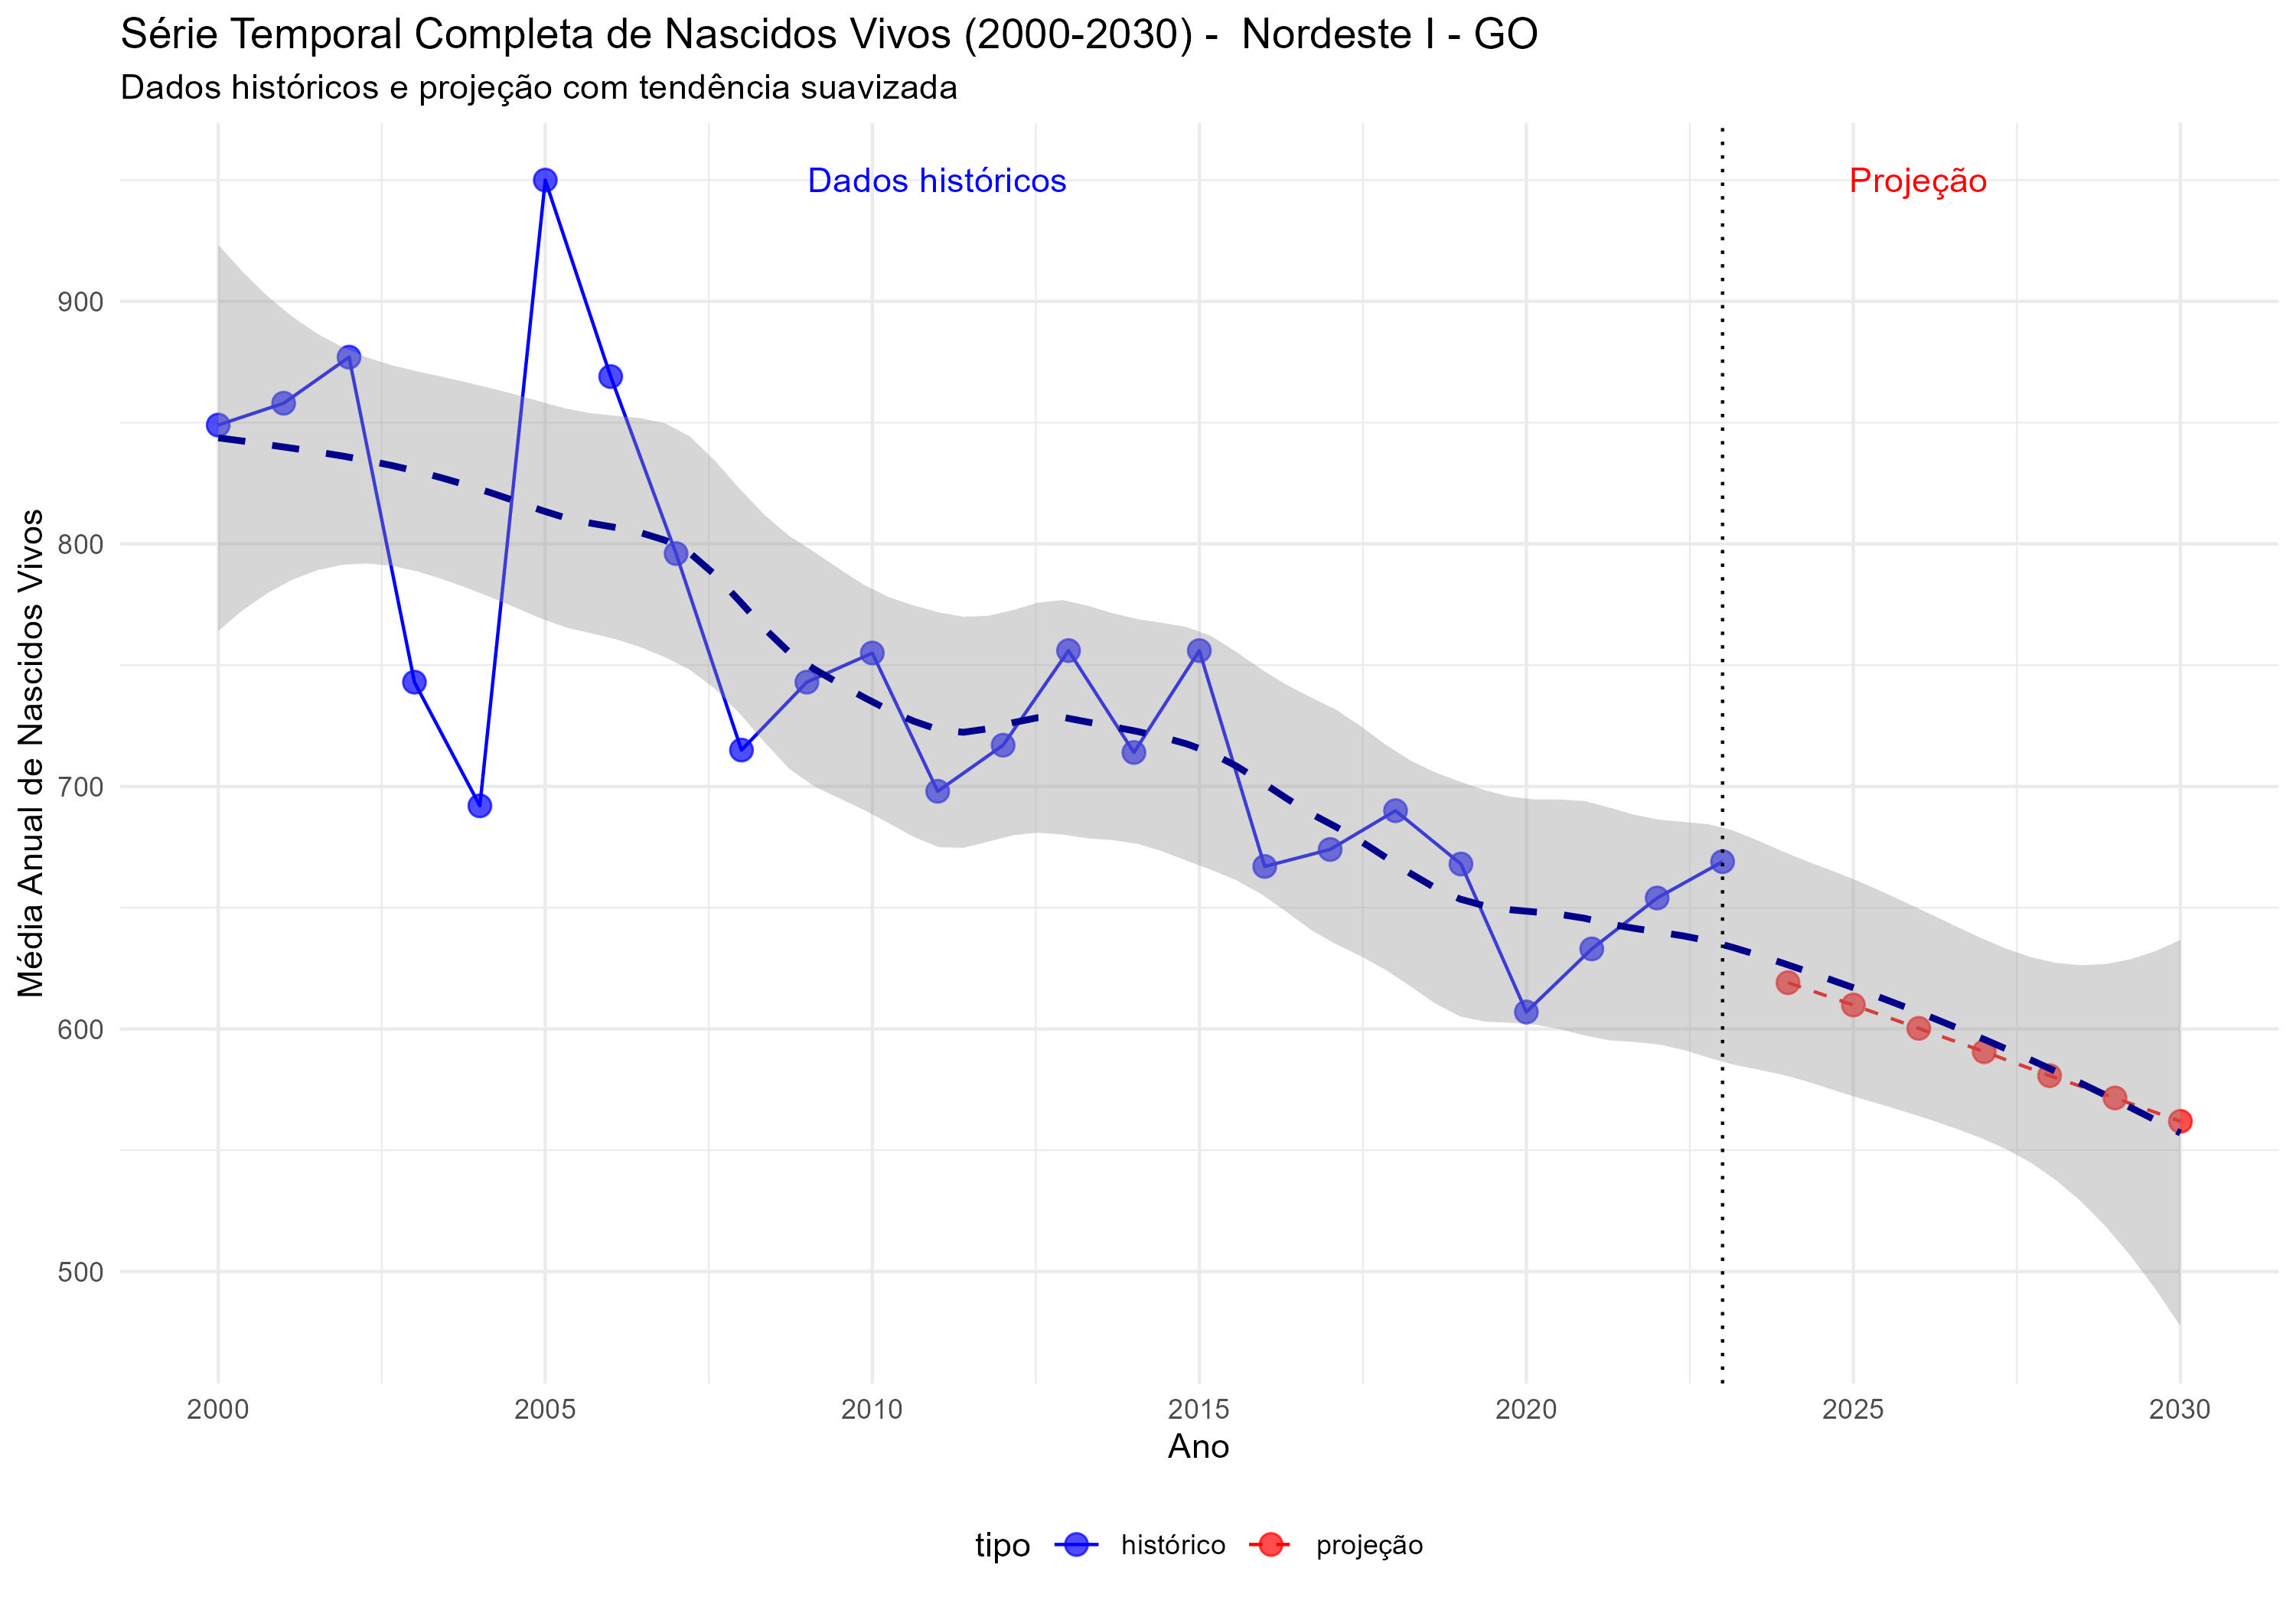 Série Temporal Completa de Nascidos Vivos (2000-2030) -  Nordeste I - GO
Dados históricos e projeção com tendência suavizada
Dados históricos
Projeção
Média Anual de Nascidos Vivos
900
800
700
600
500
2000 2005 2010 2015 2020 2025 2030
Ano
tipo histórico projeção